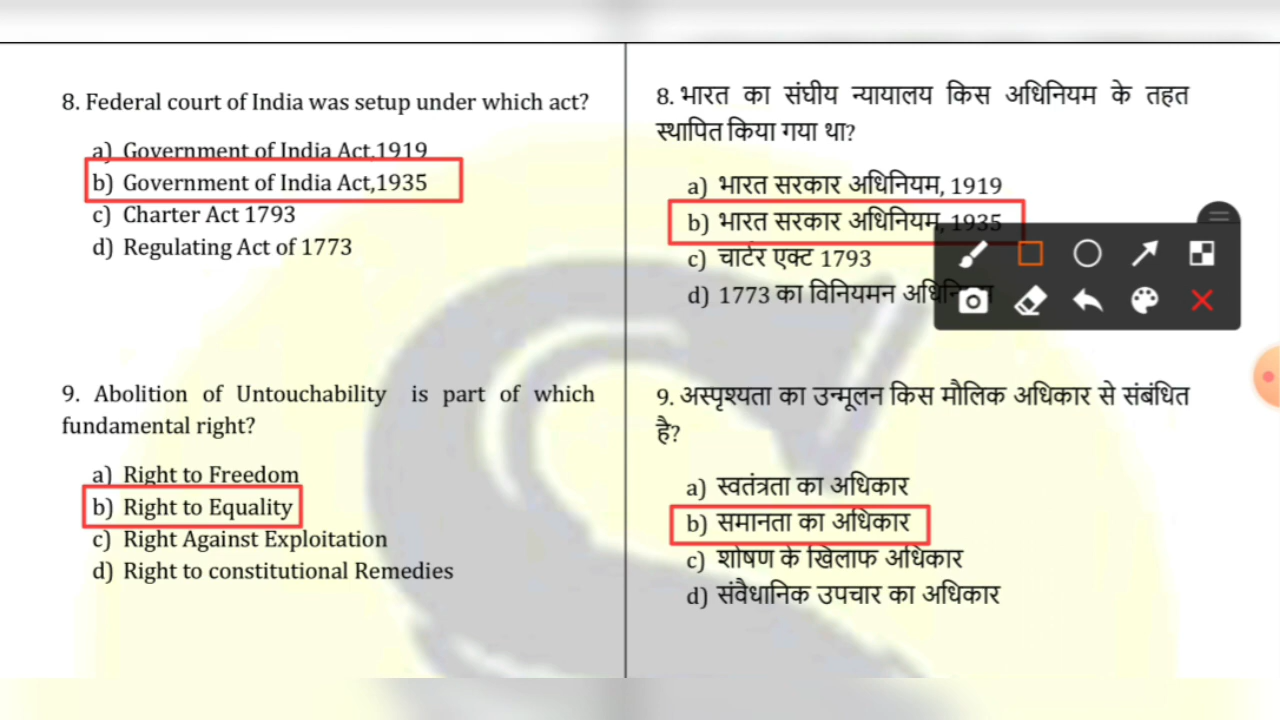 8. Federal court of India was setup under which act?
a) Government of India Act,1919
b) Government of India Act,1935
c) Charter Act 1793
d) Regulating Act of 1773
9. Abolition of Untouchability is part of which
fundamental right?
a) Right to Freedom
b) Right to Equality
c) Right Against Exploitation
d) Right to constitutional Remedies
8. भारत का संघीय न्यायालय किस अधिनियम के तहत
स्थापित किया गया था?
a) भारत सरकार अधिनियम, 1919
b) भारत सरकार अधिनियम, 1935
c) चार्टर एक्ट 1793
d) 1773 का विनियमन
9. अस्पृश्यता का उन्मूलन किस मौलिक अधिकार से संबंधित
है?
a) स्वतंत्रता का अधिकार
b) समानता का अधिकार
c) शोषण के खिलाफ अधिकार
d) संवैधानिक उपचार का अधिकार